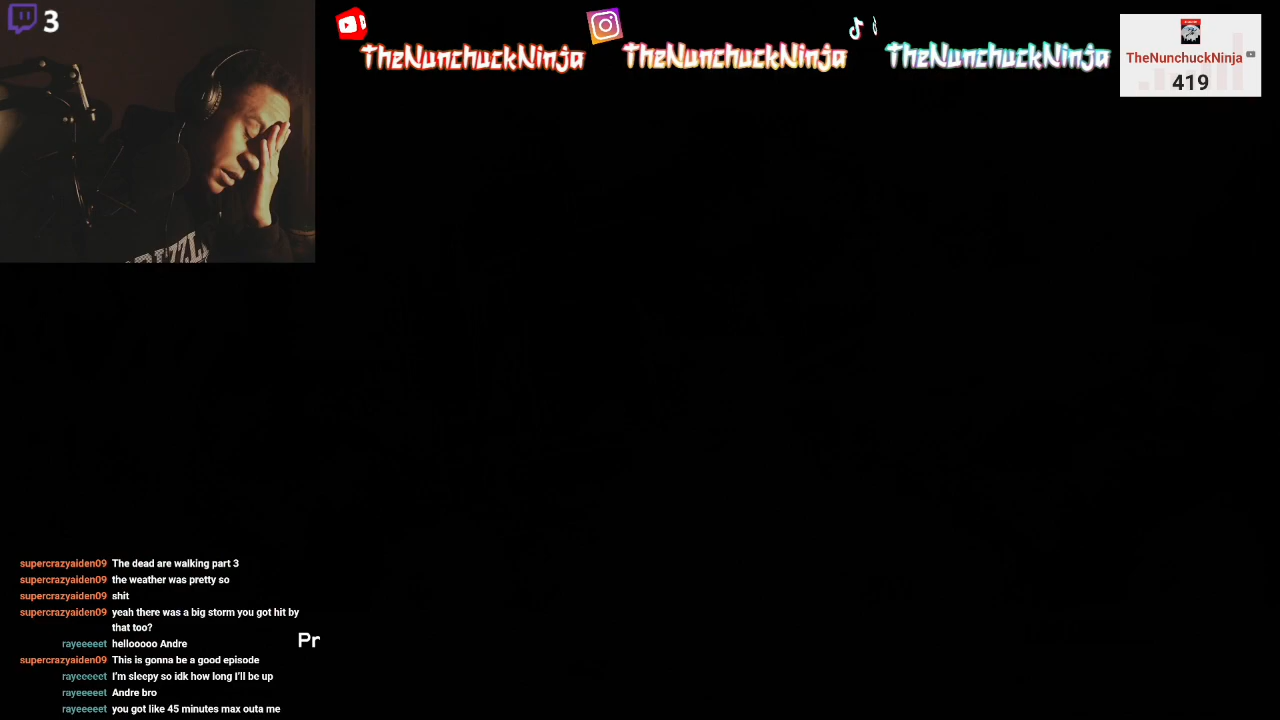 3
TheNunchuckNinja
TheNunchuckNinja
TheNunchuckNinja
TheNunchuckNinja
419
supercrazyaiden09 The dead are walking part 3
supercrazyaiden09 the weather was pretty so
supercrazyaiden09 shit
supercrazyaiden09 yeah there was a big storm you got hit by
that too?
rayeeeeet hellooooo Andre
Pr
supercrazyaiden09 This is gonna be a good episode
rayeeeeet I'm sleepy so idk how long I'll be up
rayeeeeet Andre bro
rayeeeeet you got like 45 minutes max outa me